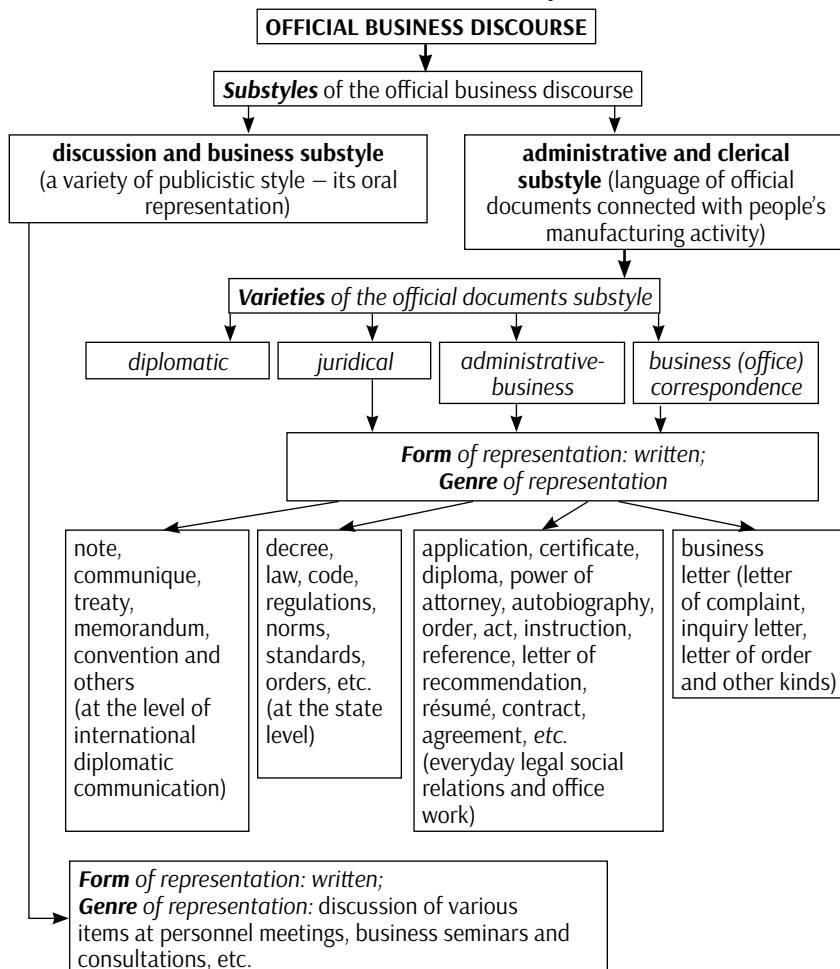 OFFICIAL BUSINESS DISCOURSE
Substyles of the official business discourse
discussion and business substyle
(a variety of publicistic style – its oral
representation)
administrative and clerical
substyle (language of official
documents connected with people's
manufacturing activity)
Varieties of the official documents substyle
diplomatic
juridical
administrative-
business
business (office)
correspondence
Form of representation: written;
Genre of representation
note,
communique,
treaty,
memorandum,
convention and
others
(at the level of
international
diplomatic
communication)
decree,
law, code,
regulations,
norms,
standards,
orders, etc.
(at the state
level)
application, certificate,
diploma, power of
attorney, autobiography,
order, act, instruction,
reference, letter of
recommendation,
résumé, contract,
agreement, etc.
(everyday legal social
relations and office
work)
business
letter (letter
of complaint,
inquiry letter,
letter of order
and other kinds)
Form of representation: written;
Genre of representation: discussion of various
items at personnel meetings, business seminars and
consultations, etc.